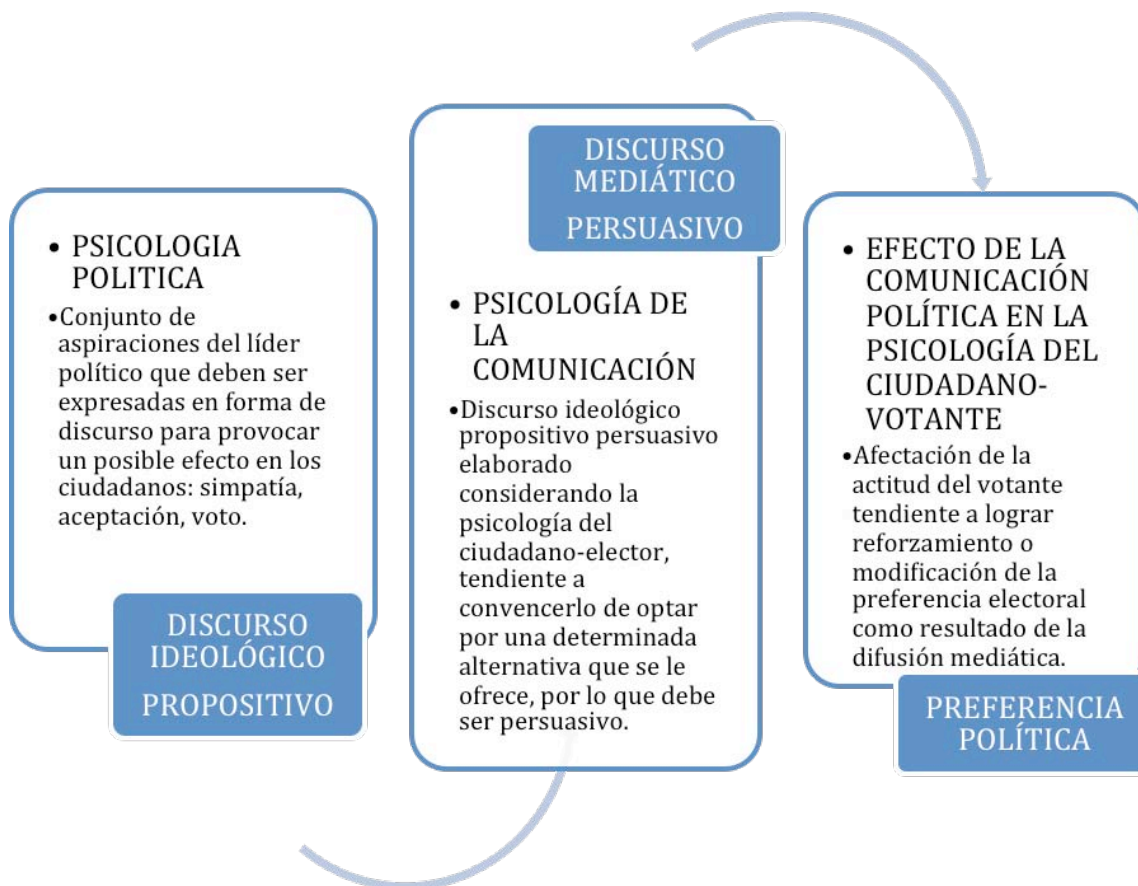 • PSICOLOGIA
POLITICA
•Conjunto de
aspiraciones del líder
político que deben ser
expresadas en forma de
discurso para provocar
un posible efecto en los
ciudadanos: simpatía,
aceptación, voto.
DISCURSO
IDEOLÓGICO
PROPOSITIVO
DISCURSO
MEDIÁTICO
PERSUASIVO
• PSICOLOGÍA DE
LA
COMUNICACIÓN
•Discurso ideológico
propositivo persuasivo
elaborado
considerando la
psicología del
ciudadano-elector,
tendiente a
convencerlo de optar
por una determinada
alternativa que se le
ofrece, por lo que debe
ser persuasivo.
• EFECTO DE LA
COMUNICACIÓN
POLÍTICA EN LA
PSICOLOGÍA DEL
CIUDADANO-
VOTANTE
•Afectación de la
actitud del votante
tendiente a lograr
reforzamiento o
modificación de la
preferencia electoral
como resultado de la
difusión mediática.
PREFERENCIA
POLÍTICA